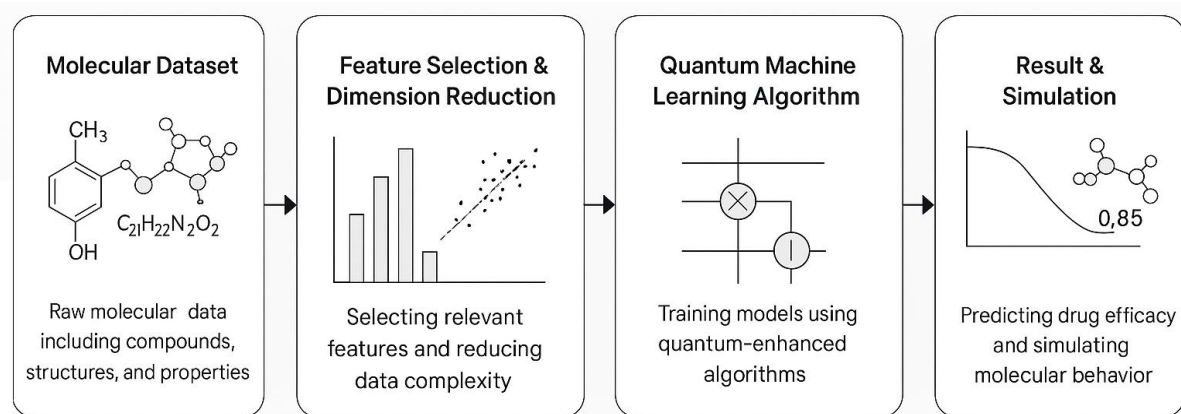 Molecular Dataset
CH₃
C₂₁H₂₂N₂O₂
OH
Raw molecular data
including compounds,
structures, and properties
Feature Selection &
Dimension Reduction
Selecting relevant
features and reducing
data complexity
Quantum Machine
Learning Algorithm
Training models using
quantum-enhanced
algorithms
Result &
Simulation
0,85
Predicting drug efficacy
and simulating
molecular behavior